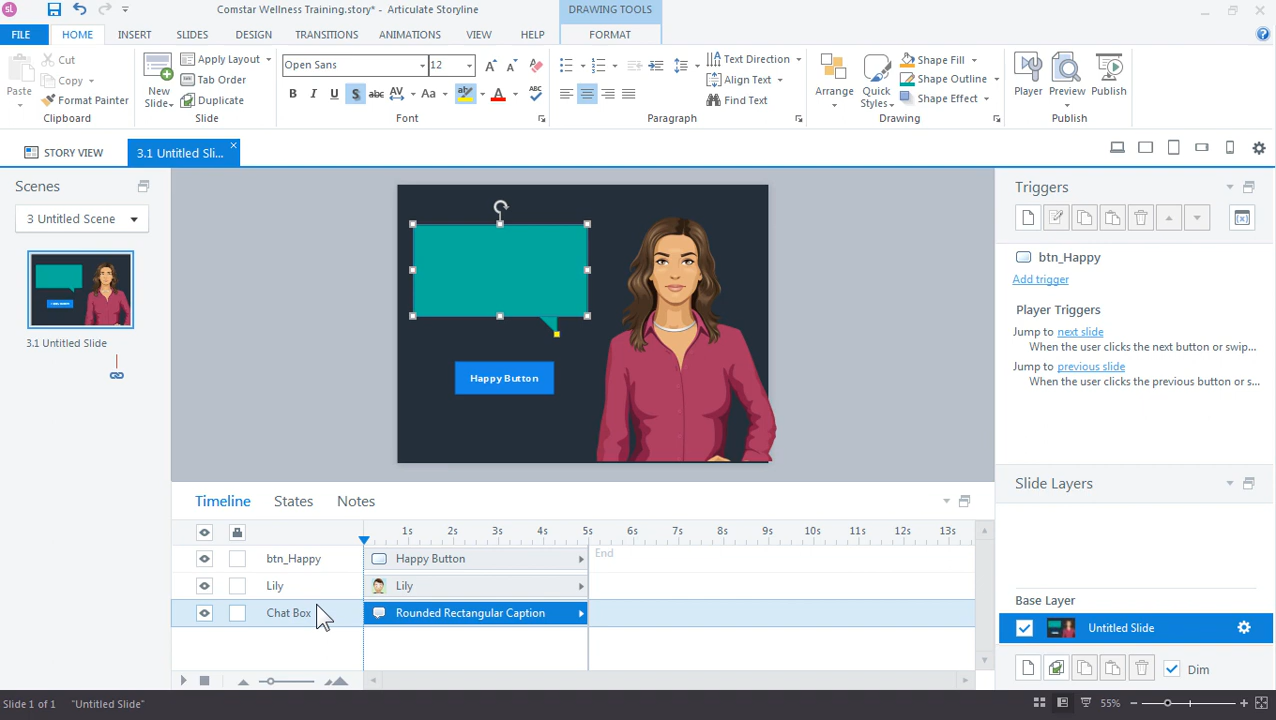 sl
Comstar Wellness Training.story* - Articulate Storyline
DRAWING TOOLS
FILE HOME INSERT SLIDES DESIGN TRANSITIONS ANIMATIONS VIEW HELP FORMAT
Paste
Cut
Copy
Format Painter
Clipboard
New Slide
Apply Layout
Tab Order
Duplicate
Slide
Open Sans 12
B I U S abc AV Aa A ABC
Font
Text Direction
Align Text
Find Text
Paragraph
Arrange
Quick Styles
Shape Fill
Shape Outline
Shape Effect
Drawing
Player
Preview
Publish
Publish
STORY VIEW
3.1 Untitled Sli...
Scenes
3 Untitled Scene
3.1 Untitled Slide
Happy Button
Triggers
btn_Happy
Add trigger
Player Triggers
Jump to next slide
When the user clicks the next button or swip...
Jump to previous slide
When the user clicks the previous button or s...
Timeline States Notes
1s 2s 3s 4s 5s 6s 7s 8s 9s 10s 11s 12s 13s
btn_Happy Happy Button End
Lily Lily
Chat Box Rounded Rectangular Caption
Slide Layers
Base Layer
Untitled Slide
Dim
Slide 1 of 1 "Untitled Slide" 55%